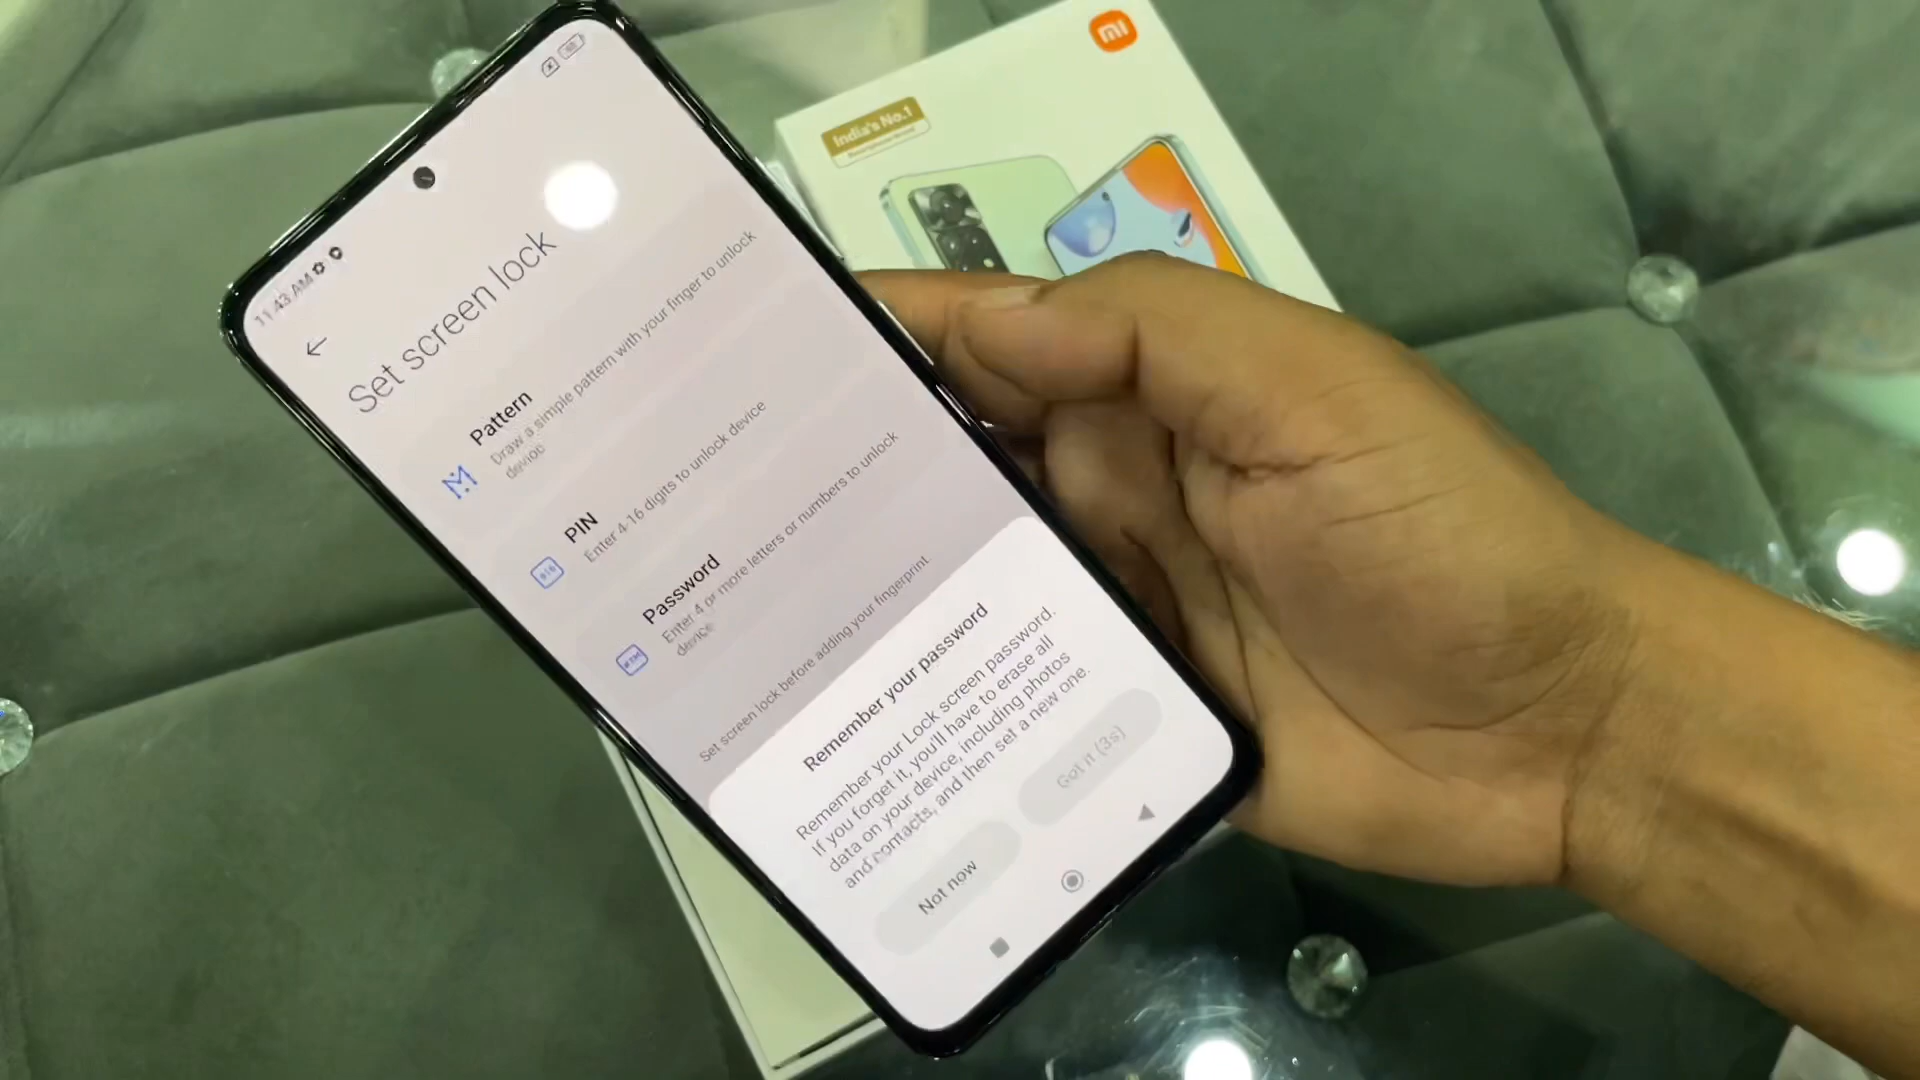 11:43 AM
Set screen lock
Pattern
Draw a simple pattern with your finger to unlock
device
PIN
Enter 4-16 digits to unlock device
Password
Enter 4 or more letters or numbers to unlock
device
Set screen lock before adding your fingerprint.
Remember your password
Remember your Lock screen password.
If you forget it, you'll have to erase all
data on your device, including photos
and contacts, and then set a new one.
Not now
Got it (3s)
mi
India's No.1